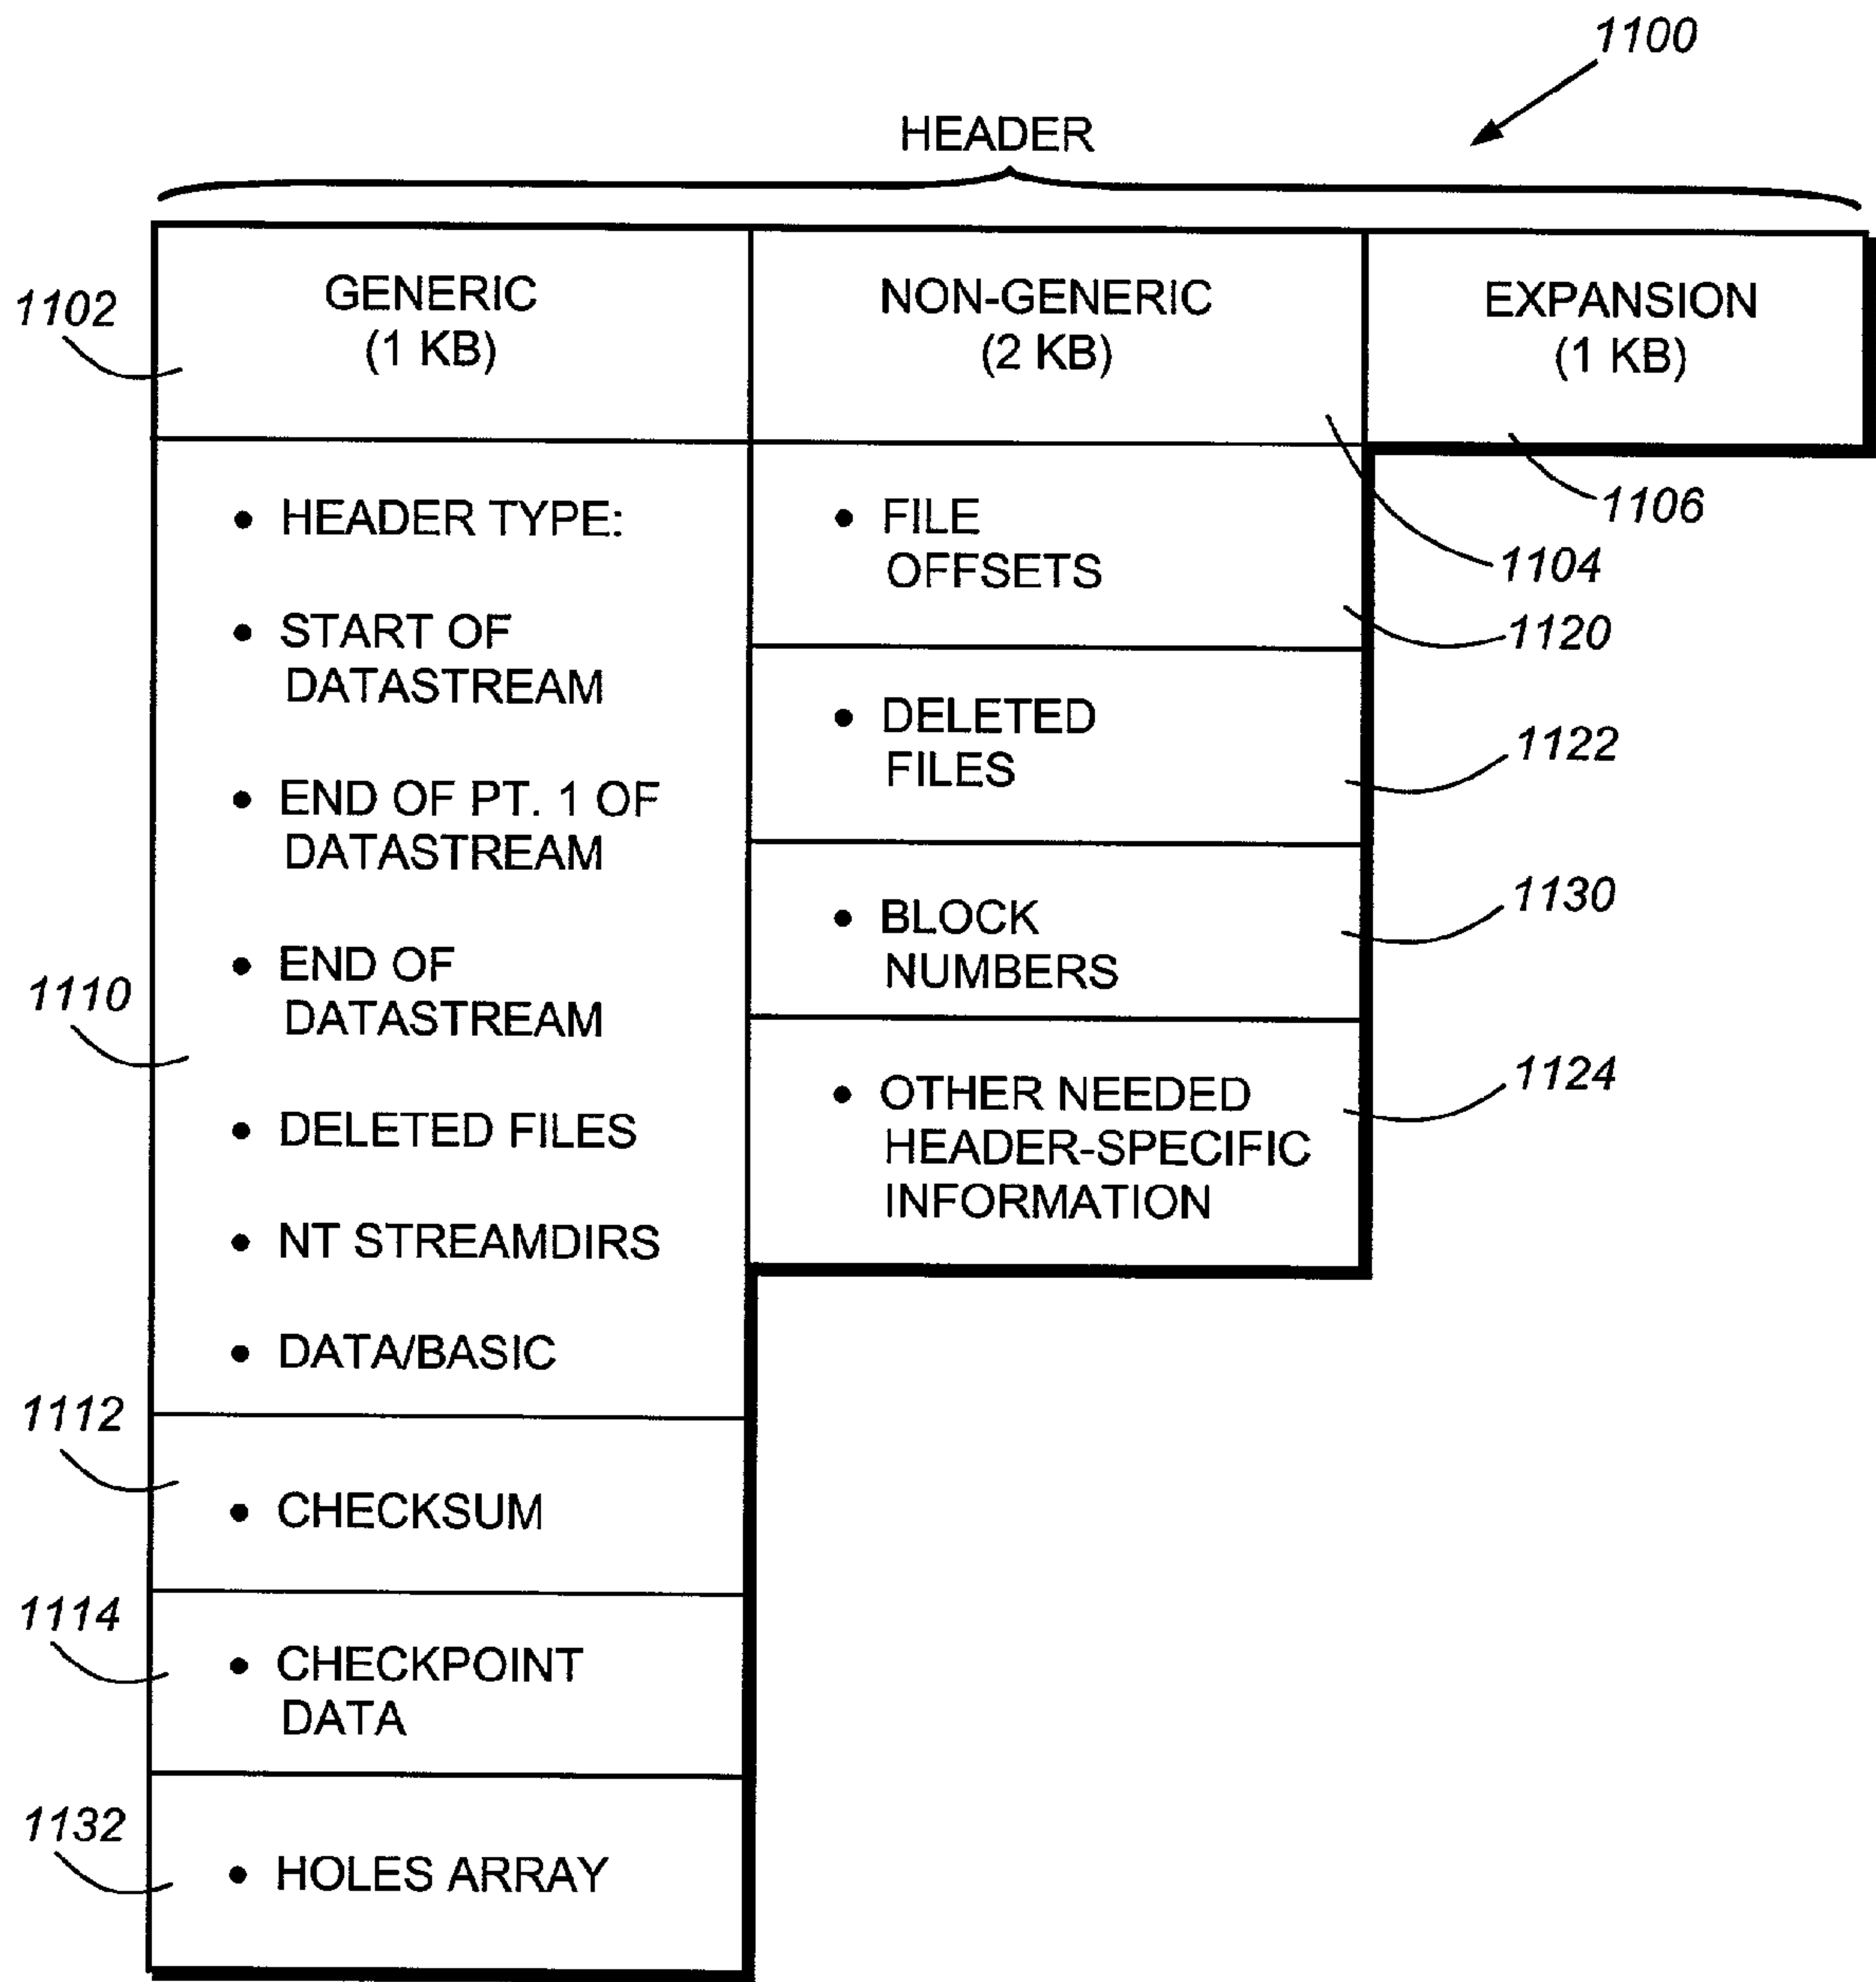 1100
HEADER
1102
GENERIC
(1 KB)
NON-GENERIC
(2 KB)
EXPANSION
(1 KB)
1106
1104
1110
• HEADER TYPE:
• START OF
DATASTREAM
• END OF PT. 1 OF
DATASTREAM
• END OF
DATASTREAM
• DELETED FILES
• NT STREAMDIRS
• DATA/BASIC
1112
• CHECKSUM
1114
• CHECKPOINT
DATA
1132
• HOLES ARRAY
• FILE
OFFSETS
1120
• DELETED
FILES
1122
• BLOCK
NUMBERS
1130
• OTHER NEEDED
HEADER-SPECIFIC
INFORMATION
1124